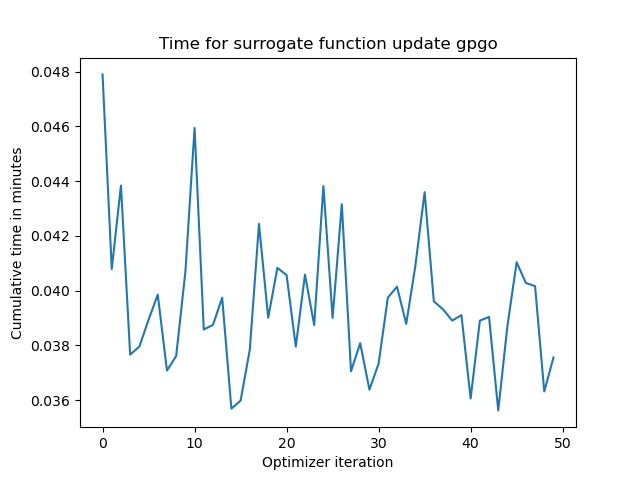 Time for surrogate function update gpgo
0.048
0.046
0.044
0.042
0.040
0.038
0.036
Cumulative time in minutes
0 10 20 30 40 50
Optimizer iteration